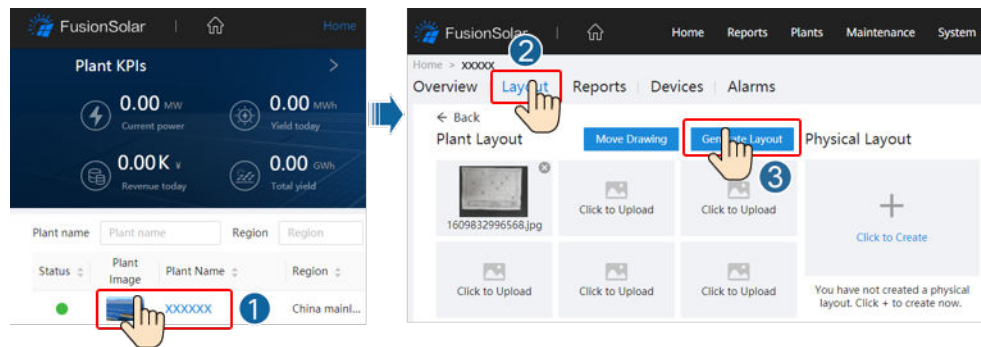 FusionSolar
Home
Plant KPIs >
0.00 MW
Current power
0.00 MWh
Yield today
0.00K ¥
Revenue today
0.00 GWh
Total yield
Plant name Plant name Region Region
Status Plant Image Plant Name Region
XXXXXX 1 China mainl...
FusionSolar Home Reports Plants Maintenance System
2
Home > XXXXX
Overview Layout Reports Devices Alarms
← Back
Plant Layout Move Drawing Generate Layout Physical Layout
3
1609832996568.jpg
Click to Upload
Click to Upload
Click to Create
Click to Upload
Click to Upload
Click to Upload
You have not created a physical
layout. Click + to create now.